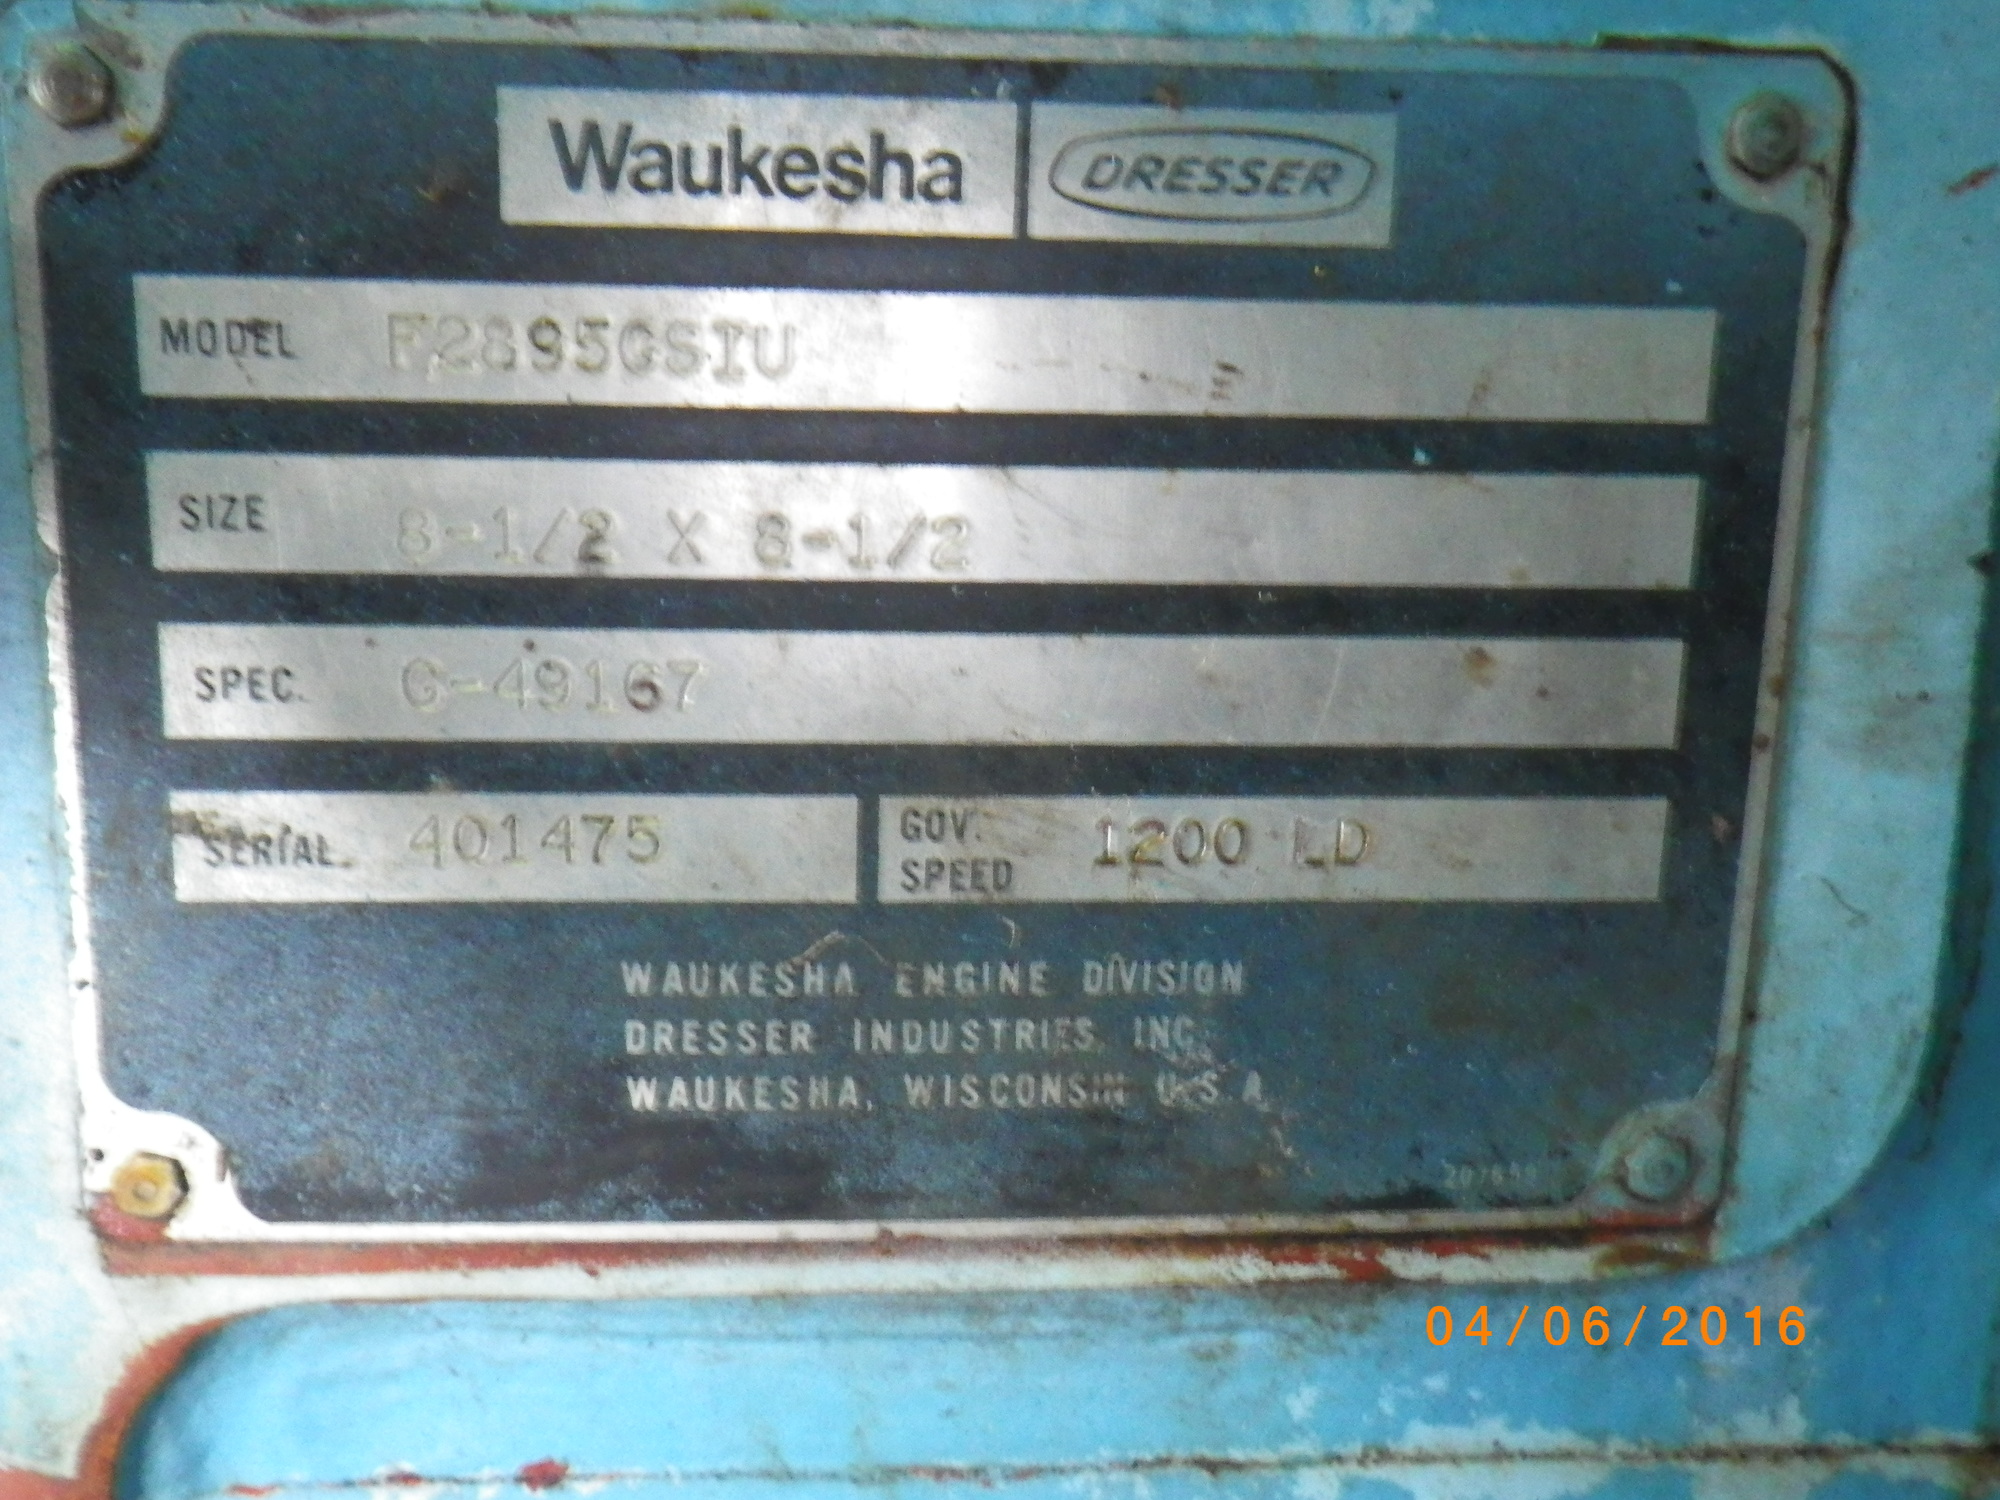 Waukesha DRESSER
MODEL F2895GSIU
SIZE 8-1/2 X 8-1/2
SPEC. G-49167
SERIAL 401475 GOV. SPEED 1200 LD
WAUKESHA ENGINE DIVISION
DRESSER INDUSTRIES, INC.
WAUKESHA, WISCONSIN U.S.A.
04/06/2016